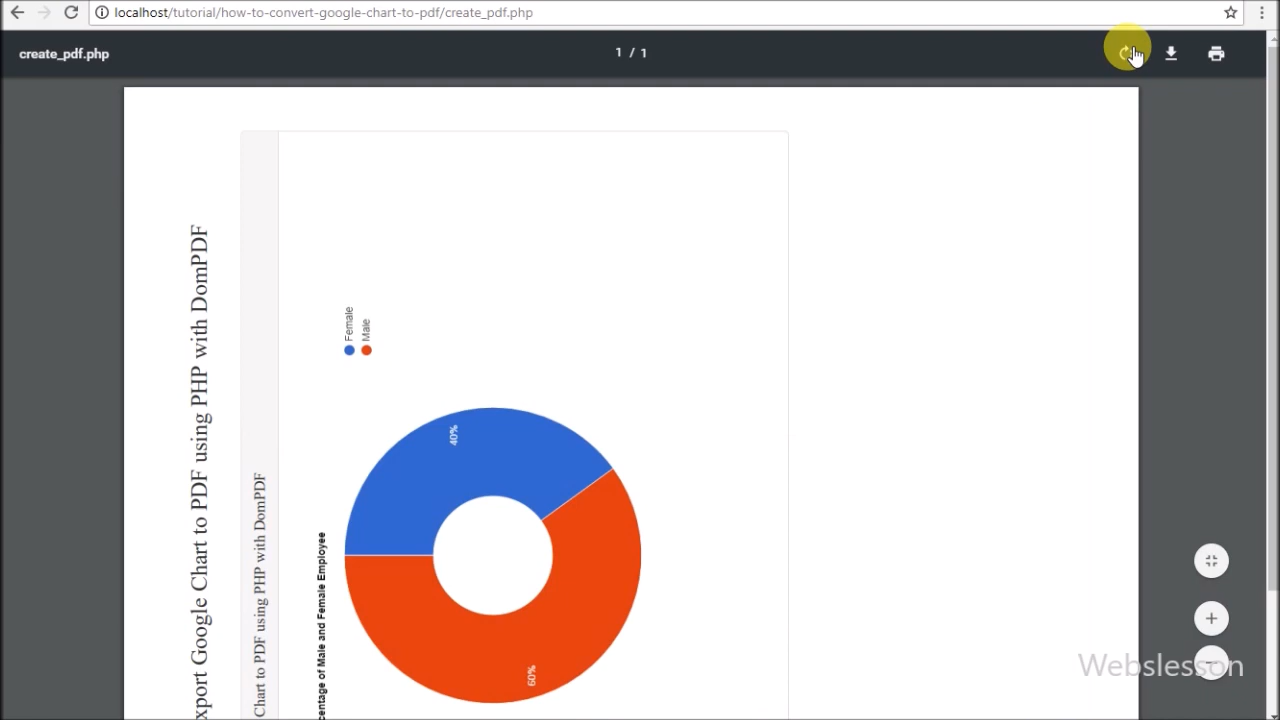 localhost/tutorial/how-to-convert-google-chart-to-pdf/create_pdf.php
create_pdf.php
1 / 1
xport Google Chart to PDF using PHP with DomPDF
Chart to PDF using PHP with DomPDF
centage of Male and Female Employee
Female
Male
40%
60%
Webslesson